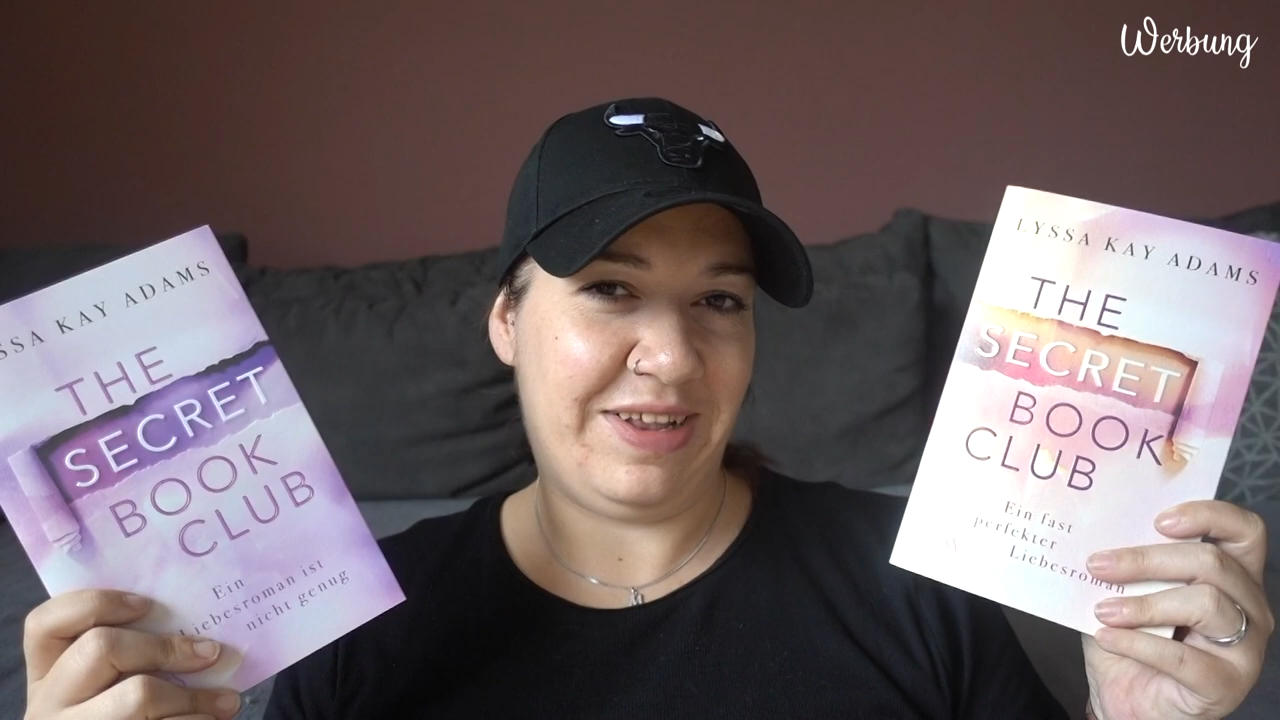 Werbung
SSA KAY ADAMS
THE
SECRET
BOOK
CLUB
Ein
Liebesroman ist
nicht genug
LYSSA KAY ADAMS
THE
SECRET
BOOK
CLUB
Ein fast
perfekter
Liebesroman